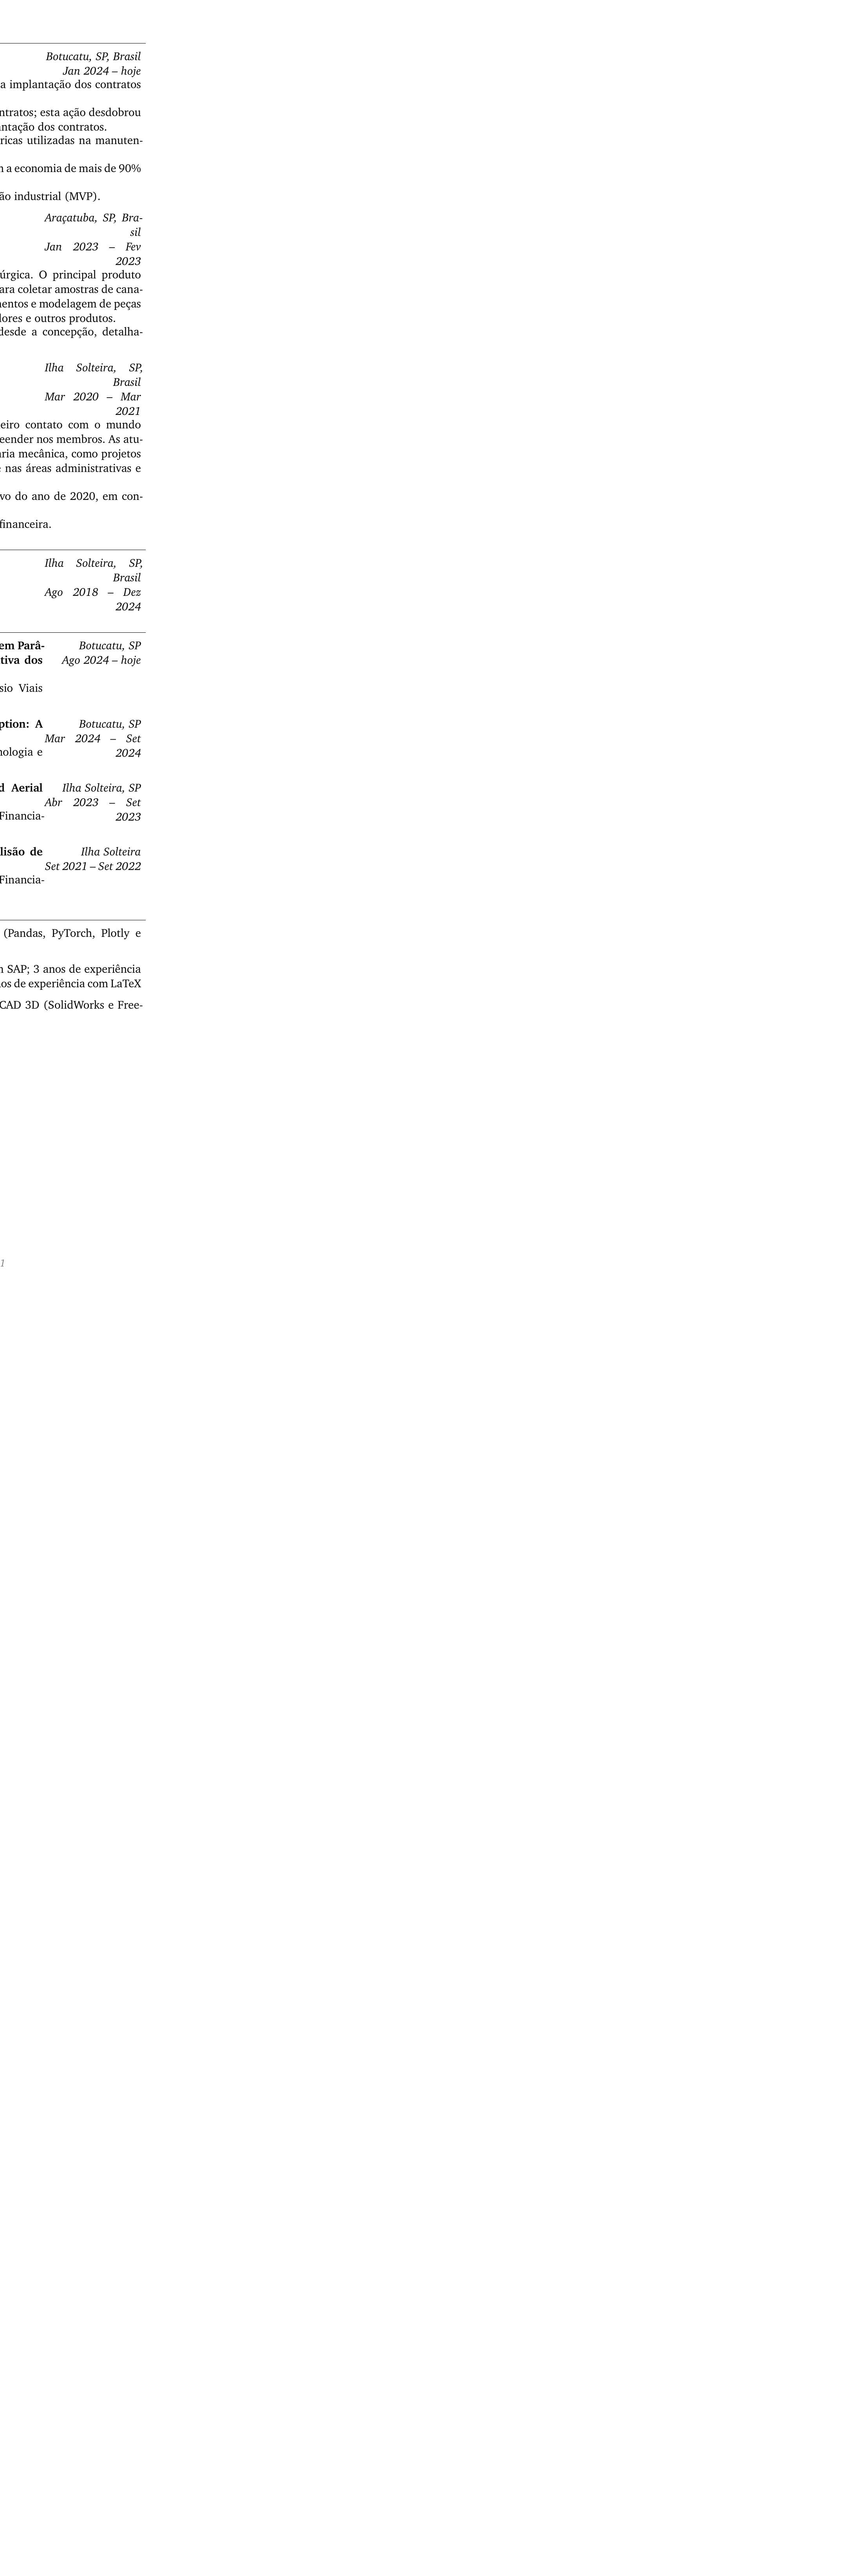 Botucatu, SP, Brasil
Jan 2024 – hoje
a implantação dos contratos
ntratos; esta ação desdobrou
ntação dos contratos.
ricas utilizadas na manuten-
a economia de mais de 90%
ão industrial (MVP).
Araçatuba, SP, Bra-
sil
Jan 2023 – Fev
2023
úrgica. O principal produto
ara coletar amostras de cana-
mentos e modelagem de peças
dores e outros produtos.
desde a concepção, detalha-
Ilha Solteira, SP,
Brasil
Mar 2020 – Mar
2021
eiro contato com o mundo
eender nos membros. As atu-
aria mecânica, como projetos
nas áreas administrativas e
vo do ano de 2020, em con-
financeira.
Ilha Solteira, SP,
Brasil
Ago 2018 – Dez
2024
em Parâ-
tiva dos
Botucatu, SP
Ago 2024 – hoje
sio Viais
ption: A
Botucatu, SP
Mar 2024 – Set
2024
nologia e
d Aerial
Ilha Solteira, SP
Abr 2023 – Set
2023
Financia-
lisão de
Ilha Solteira
Set 2021 – Set 2022
Financia-
(Pandas, PyTorch, Plotly e
SAP; 3 anos de experiência
os de experiência com LaTeX
CAD 3D (SolidWorks e Free-
1